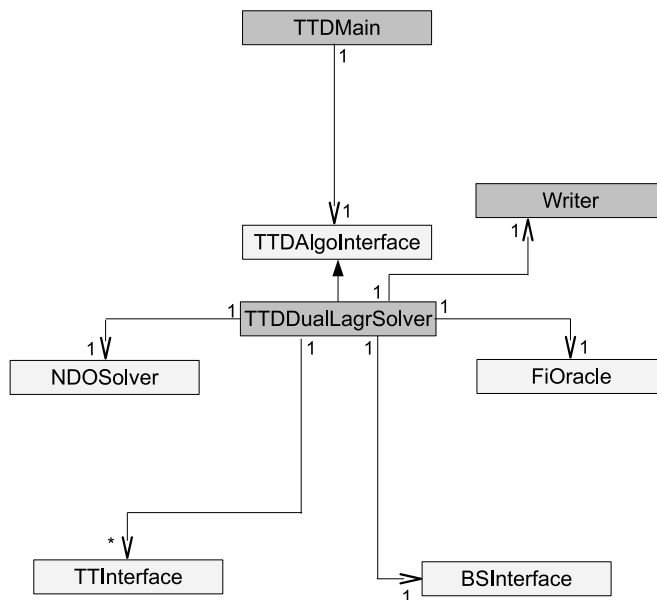 TTDMain
1
Writer
1
1
TTDAlgoInterface
1
1
TTDDualLagrSolver
1
1
1
1
1
NDOSolver
FiOracle
*
TTInterface
BSInterface
1